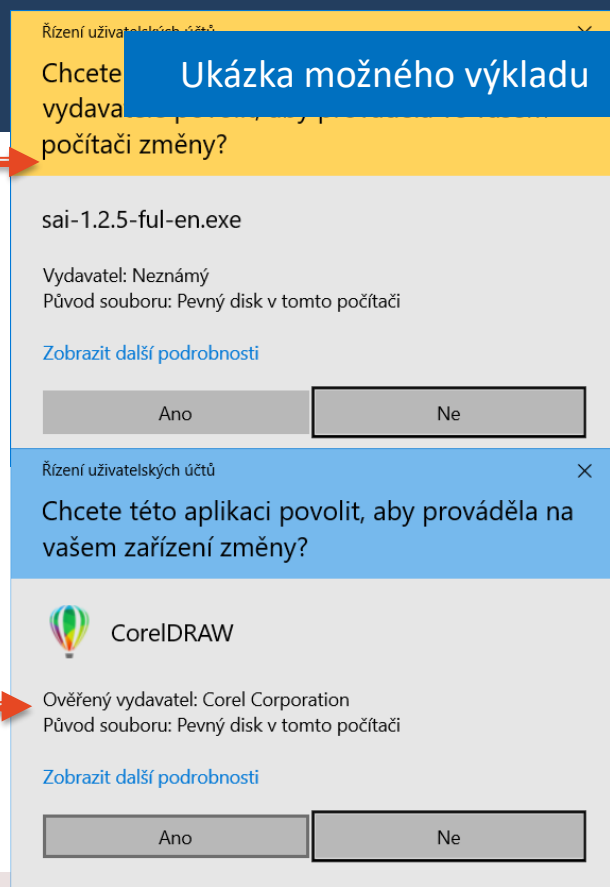 Řízení uživatelských účtů
Ukázka možného výkladu
Chcete
počítači změny?
sai-1.2.5-ful-en.exe
Vydavatel: Neznámý
Původ souboru: Pevný disk v tomto počítači
Zobrazit další podrobnosti
Ano
Ne
Řízení uživatelských účtů
Chcete této aplikaci povolit, aby prováděla na
vašem zařízení změny?
CorelDRAW
Ověřený vydavatel: Corel Corporation
Původ souboru: Pevný disk v tomto počítači
Zobrazit další podrobnosti
Ano
Ne